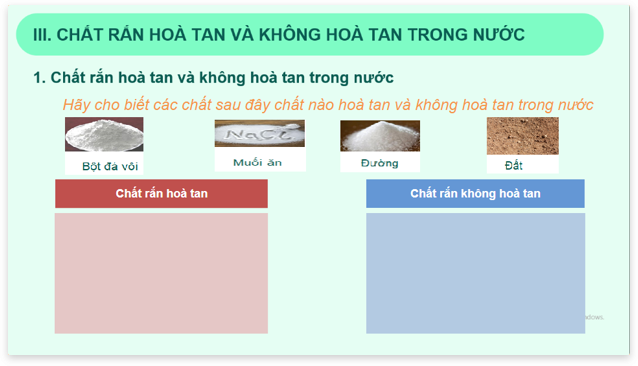 III. CHẤT RẮN HOÀ TAN VÀ KHÔNG HOÀ TAN TRONG NƯỚC
1. Chất rắn hoà tan và không hoà tan trong nước
Hãy cho biết các chất sau đây chất nào hoà tan và không hoà tan trong nước
NaCl
Bột đá vôi
Muối ăn
Đường
Đất
Chất rắn hoà tan
Chất rắn không hoà tan